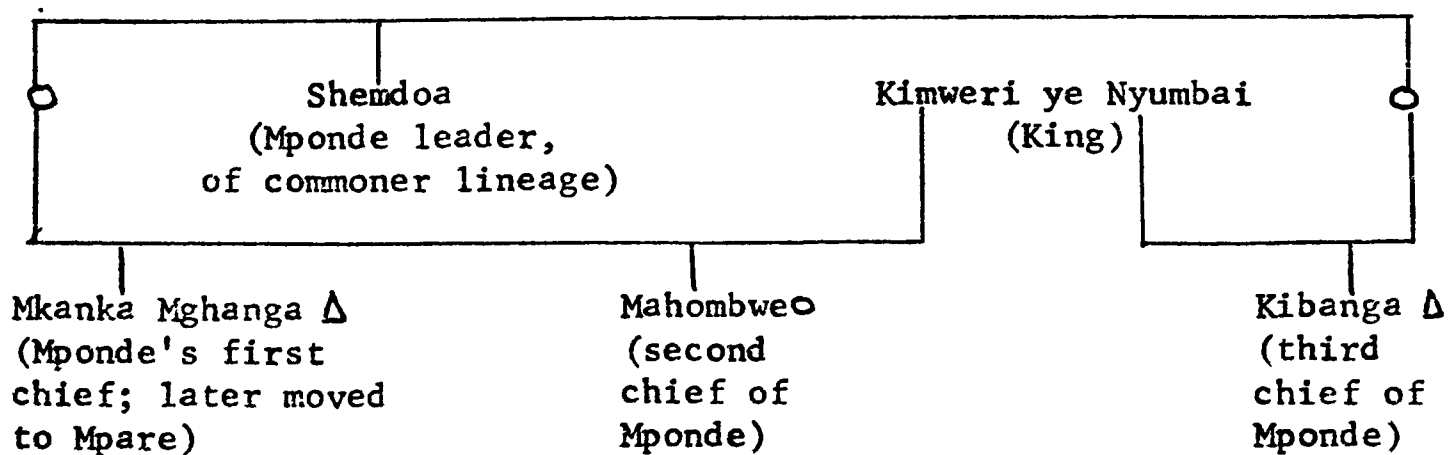 Shemdoa
(Mponde leader,
of commoner lineage)
Kimweri ye Nyumbai
(King)
Mkanka Mghanga Δ
(Mponde's first
chief; later moved
to Mpare)
Mahombwe
(second
chief of
Mponde)
Kibanga Δ
(third
chief of
Mponde)